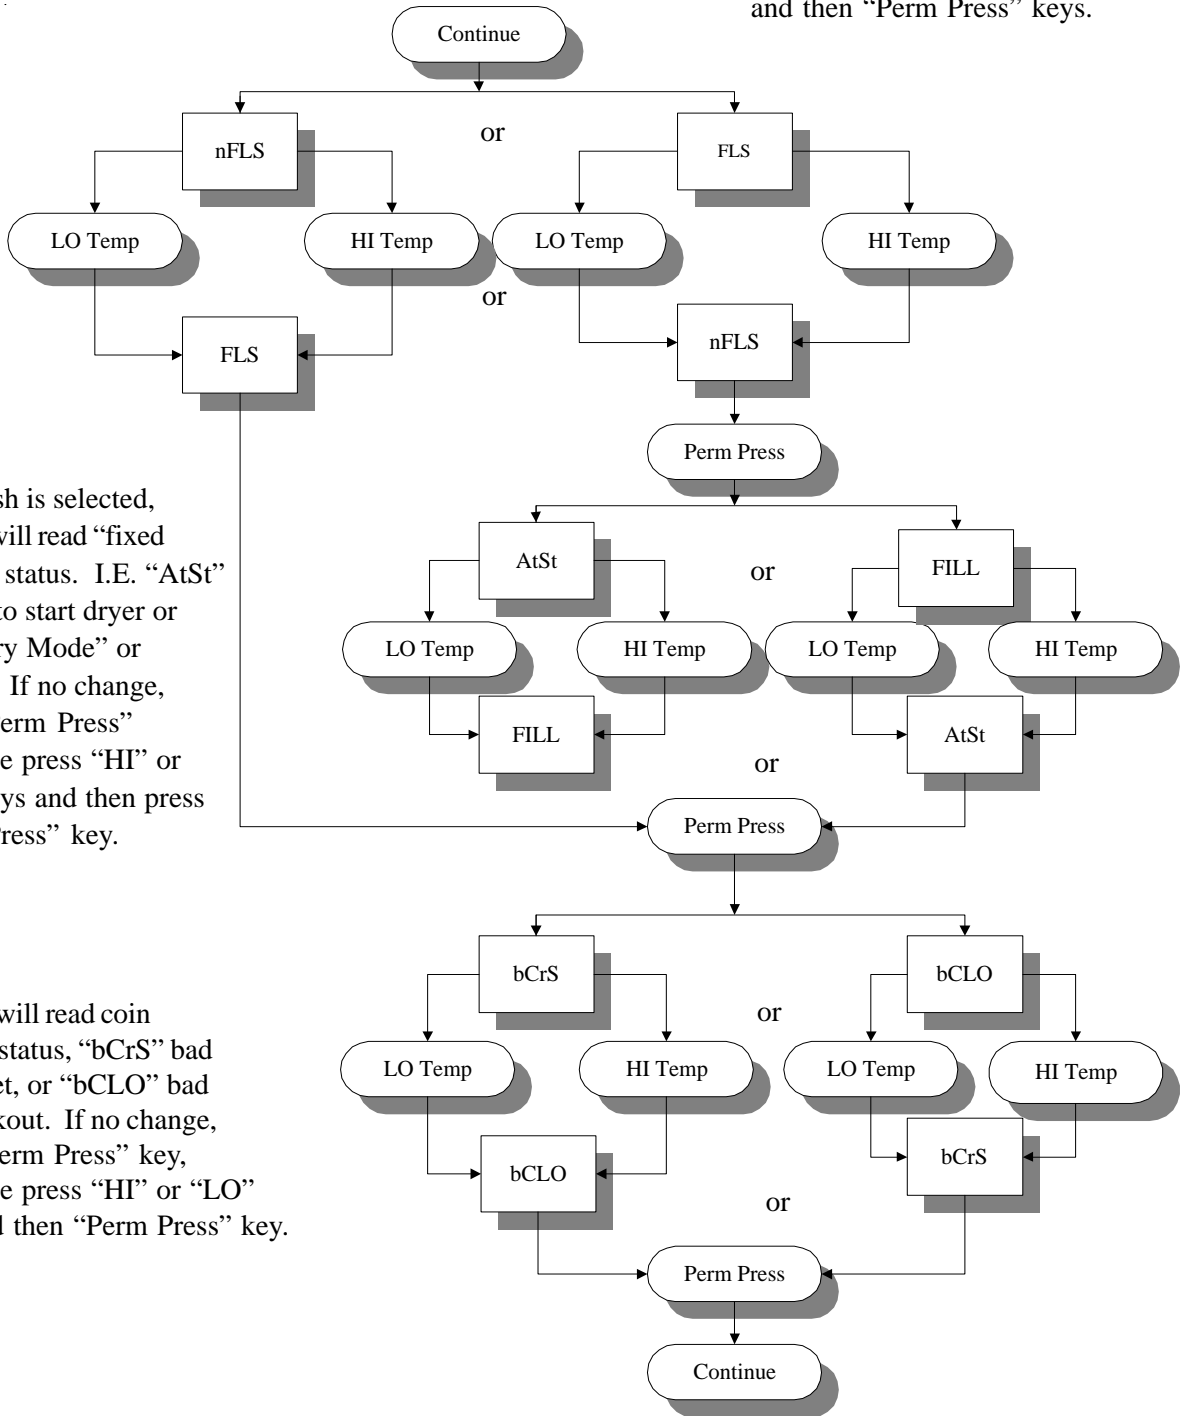 and then “Perm Press” keys.
Continue
or
nFLS
FLS
LO Temp
HI Temp
LO Temp
HI Temp
or
FLS
nFLS
Perm Press
sh is selected,
will read “fixed
status. I.E. “AtSt”
to start dryer or
ry Mode” or
If no change,
erm Press”
e press “HI” or
ys and then press
Press” key.
AtSt
or
FILL
LO Temp
HI Temp
LO Temp
HI Temp
FILL
AtSt
or
Perm Press
bCrS
bCLO
or
will read coin
status, “bCrS” bad
et, or “bCLO” bad
kout. If no change,
erm Press” key,
e press “HI” or “LO”
d then “Perm Press” key.
LO Temp
HI Temp
LO Temp
HI Temp
bCLO
bCrS
or
Perm Press
Continue